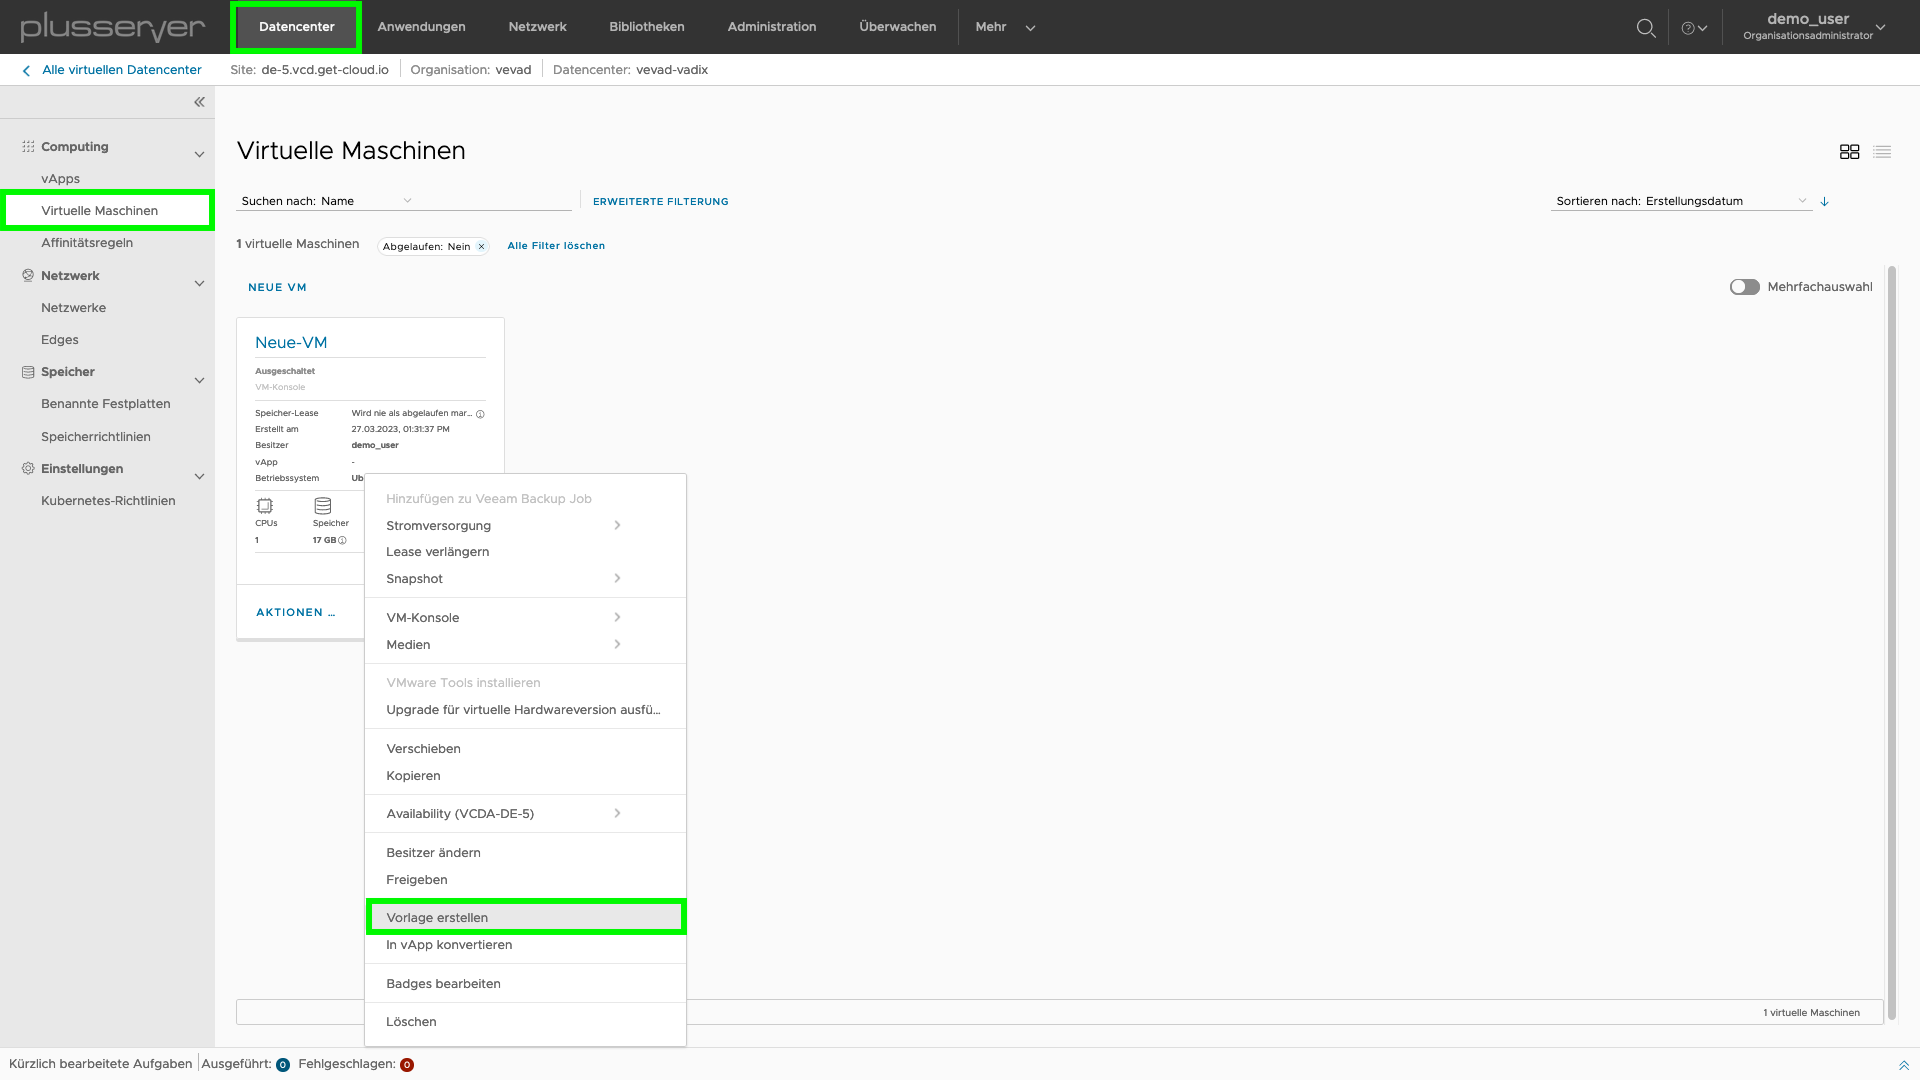 plusserver
Datencenter
Anwendungen
Netzwerk
Bibliotheken
Administration
Überwachen
Mehr
demo_user
Organisationsadministrator
Alle virtuellen Datencenter
Site: de-5.vcd.get-cloud.io
Organisation: vevad
Datencenter: vevad-vadix
Computing
vApps
Virtuelle Maschinen
Affinitätsregeln
Netzwerk
Netzwerke
Edges
Speicher
Benannte Festplatten
Speicherrichtlinien
Einstellungen
Kubernetes-Richtlinien
Virtuelle Maschinen
Suchen nach: Name
ERWEITERTE FILTERUNG
Sortieren nach: Erstellungsdatum
1 virtuelle Maschinen
Abgelaufen: Nein
Alle Filter löschen
NEUE VM
Mehrfachauswahl
Neue-VM
Ausgeschaltet
VM-Konsole
Speicher-Lease Wird nie als abgelaufen mar...
Erstellt am 27.03.2023, 01:31:37 PM
Besitzer demo_user
vApp -
Betriebssystem Ub
CPUs Speicher
1 17 GB
AKTIONEN ...
Hinzufügen zu Veeam Backup Job
Stromversorgung
Lease verlängern
Snapshot
VM-Konsole
Medien
VMware Tools installieren
Upgrade für virtuelle Hardwareversion ausfü...
Verschieben
Kopieren
Availability (VCDA-DE-5)
Besitzer ändern
Freigeben
Vorlage erstellen
In vApp konvertieren
Badges bearbeiten
Löschen
1 virtuelle Maschinen
Kürzlich bearbeitete Aufgaben
Ausgeführt: 0
Fehlgeschlagen: 0